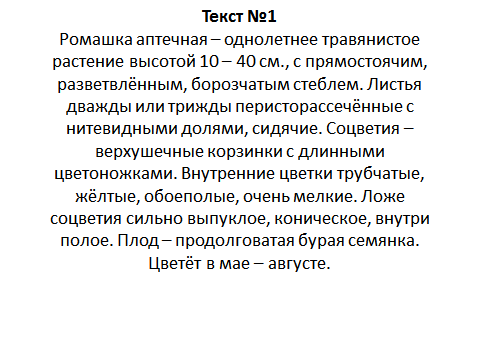 Текст №1
Ромашка аптечная – однолетнее травянистое
растение высотой 10 – 40 см., с прямостоячим,
разветвлённым, борозчатым стеблем. Листья
дважды или трижды перисторассечённые с
нитевидными долями, сидячие. Соцветия –
верхушечные корзинки с длинными
цветоножками. Внутренние цветки трубчатые,
жёлтые, обоеполые, очень мелкие. Ложе
соцветия сильно выпуклое, коническое, внутри
полое. Плод – продолговатая бурая семянка.
Цветёт в мае – августе.